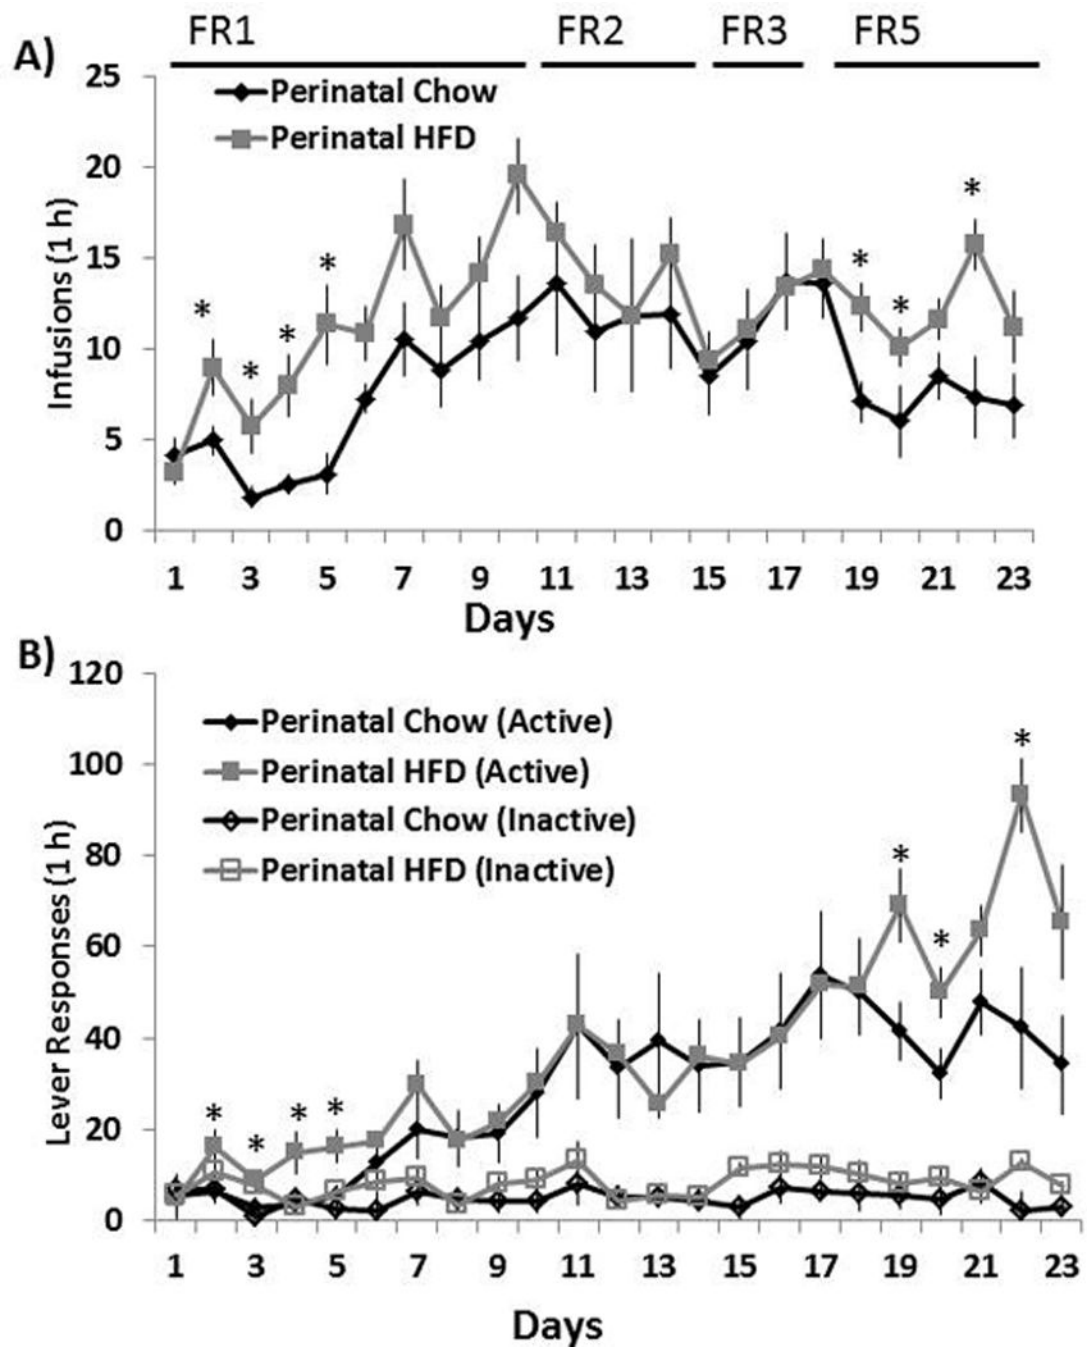 FR1 FR2 FR3 FR5
A)
25
Perinatal Chow
Perinatal HFD
20
*
*
*
15
*
*
*
*
*
10
5
0
Infusions (1 h)
1 3 5 7 9 11 13 15 17 19 21 23
Days
B)
120
Perinatal Chow (Active)
*
100
Perinatal HFD (Active)
Perinatal Chow (Inactive)
80
*
Perinatal HFD (Inactive)
60
*
40
20
*
*
*
*
0
Lever Responses (1 h)
1 3 5 7 9 11 13 15 17 19 21 23
Days